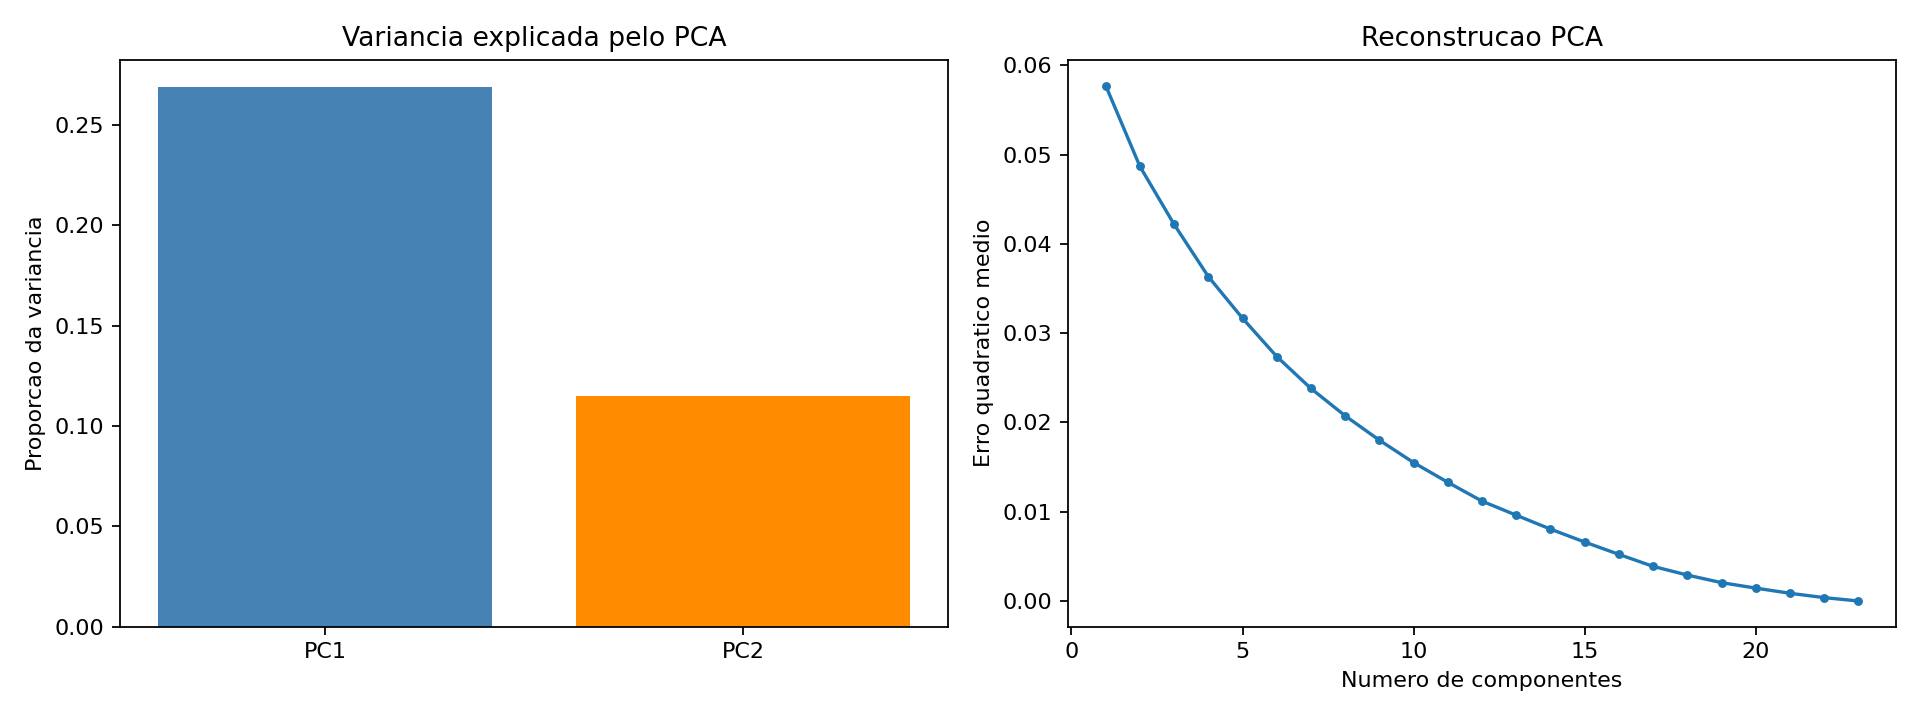 Variancia explicada pelo PCA
Proporcao da variancia
0.25
0.20
0.15
0.10
0.05
0.00
PC1 PC2
Reconstrucao PCA
Erro quadratico medio
0.06
0.05
0.04
0.03
0.02
0.01
0.00
0 5 10 15 20
Numero de componentes